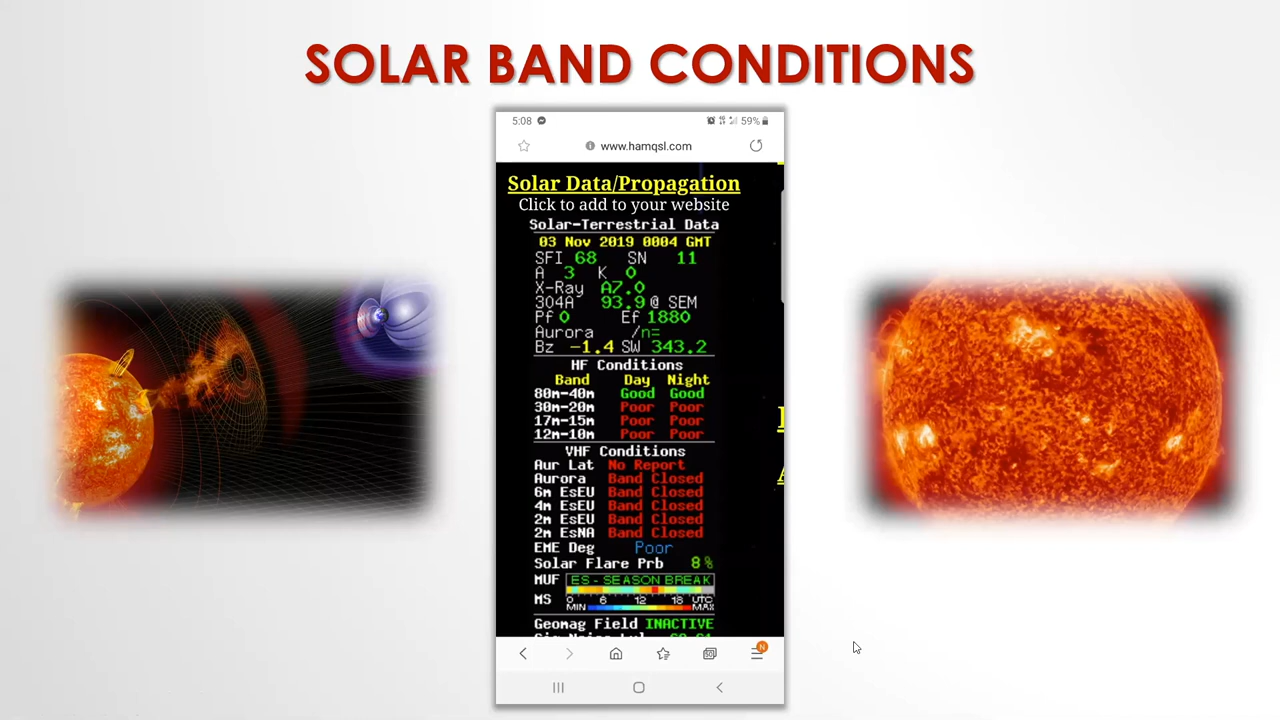 SOLAR BAND CONDITIONS
5:08 59%
www.hamqsl.com
Solar Data/Propagation
Click to add to your website
Solar-Terrestrial Data
03 Nov 2019 0004 GMT
SFI 68 SN 11
A 3 K 0
X-Ray A7.0
304A 93.9 @ SEM
Pf 0 Ef 1880
Aurora /n=
Bz -1.4 SW 343.2
HF Conditions
Band Day Night
80m-40m Good Good
30m-20m Poor Poor
17m-15m Poor Poor
12m-10m Poor Poor
VHF Conditions
Aur Lat No Report
Aurora Band Closed
6m EsEU Band Closed
4m EsEU Band Closed
2m EsEU Band Closed
2m EsNA Band Closed
EME Deg Poor
Solar Flare Prb 8%
MUF ES - SEASON BREAK
MS 0 6 12 18 UTC
MIN MAX
Geomag Field INACTIVE
50 N